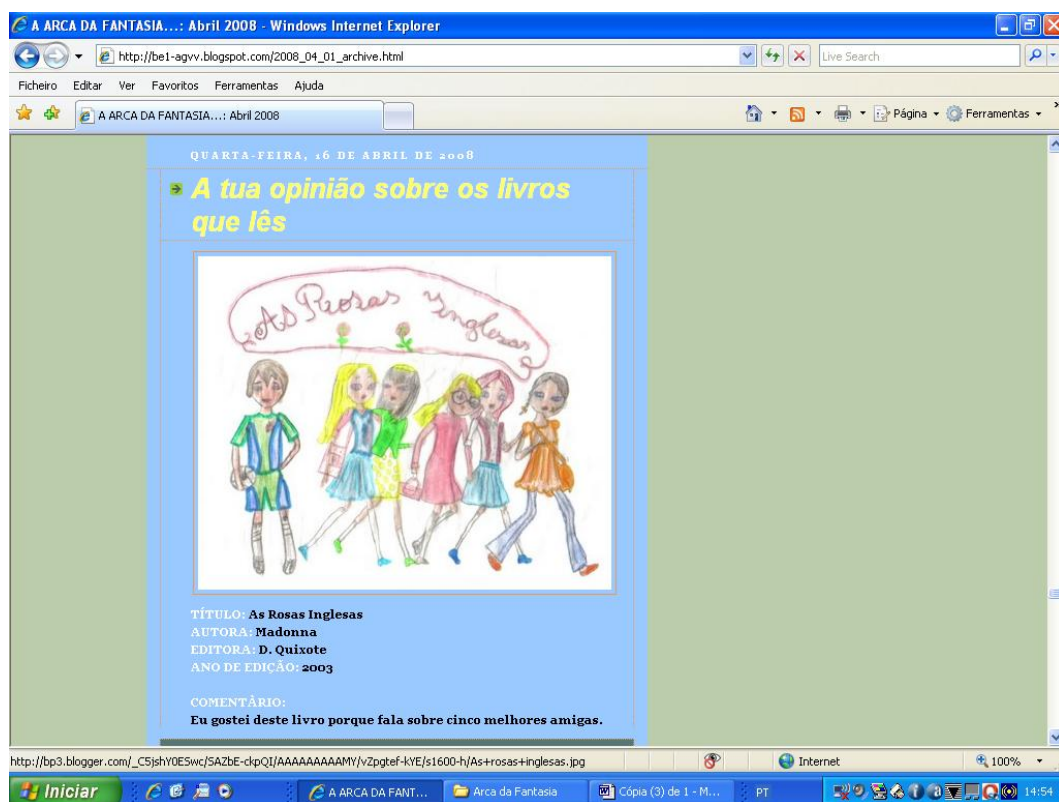 A ARCA DA FANTASIA...: Abril 2008 - Windows Internet Explorer
http://be1-agvv.blogspot.com/2008_04_01_archive.html
Live Search
Ficheiro Editar Ver Favoritos Ferramentas Ajuda
A ARCA DA FANTASIA...: Abril 2008
Página
Ferramentas
QUARTA-FEIRA, 16 DE ABRIL DE 2008
A tua opinião sobre os livros
que lês
As Rosas Inglesas
TÍTULO: As Rosas Inglesas
AUTORA: Madonna
EDITORA: D. Quixote
ANO DE EDIÇÃO: 2003
COMENTÀRIO:
Eu gostei deste livro porque fala sobre cinco melhores amigas.
http://bp3.blogger.com/_C5jshY0ESwc/SAZbE-ckpQI/AAAAAAAAAMY/vZpgtef-kYE/s1600-h/As+rosas+inglesas.jpg
Internet
100%
Iniciar
A ARCA DA FANT...
Arca da Fantasia
Cópia (3) de 1 - M...
PT
14:54